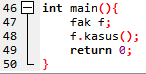 46 int main(){
47 fak f;
48 f.kasus();
49 return 0;
50 }